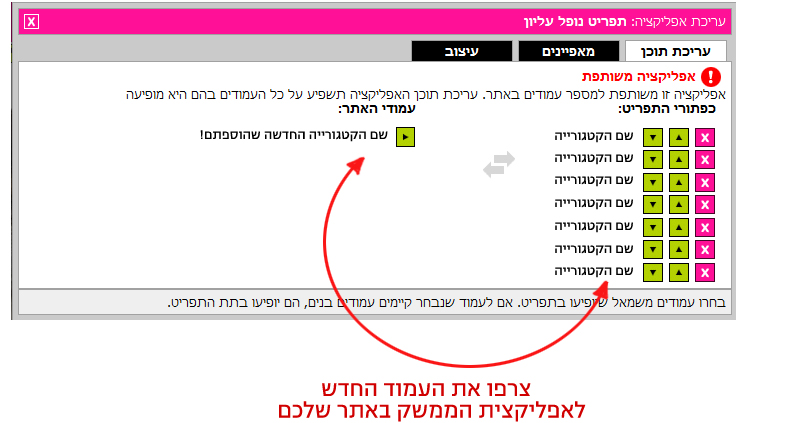 עריכת אפליקציה: תפריט נופל עליון
X
עריכת תוכן
מאפיינים
עיצוב
! אפליקציה משותפת
אפליקציה זו משותפת למספר עמודים באתר. עריכת תוכן האפליקציה תשפיע על כל העמודים בהם היא מופיעה
כפתורי התפריט:
X ▲ ▼ שם הקטגורייה
X ▲ ▼ שם הקטגורייה
X ▲ ▼ שם הקטגורייה
X ▲ ▼ שם הקטגורייה
X ▲ ▼ שם הקטגורייה
X ▲ ▼ שם הקטגורייה
X ▲ ▼ שם הקטגורייה
עמודי האתר:
שם הקטגורייה החדשה שהוספתם!
בחרו עמודים משמאל שיופיעו בתפריט. אם לעמוד שנבחר קיימים עמודים בנים, הם יופיעו בתת התפריט.
צרפו את העמוד החדש
לאפליקצית הממשק באתר שלכם